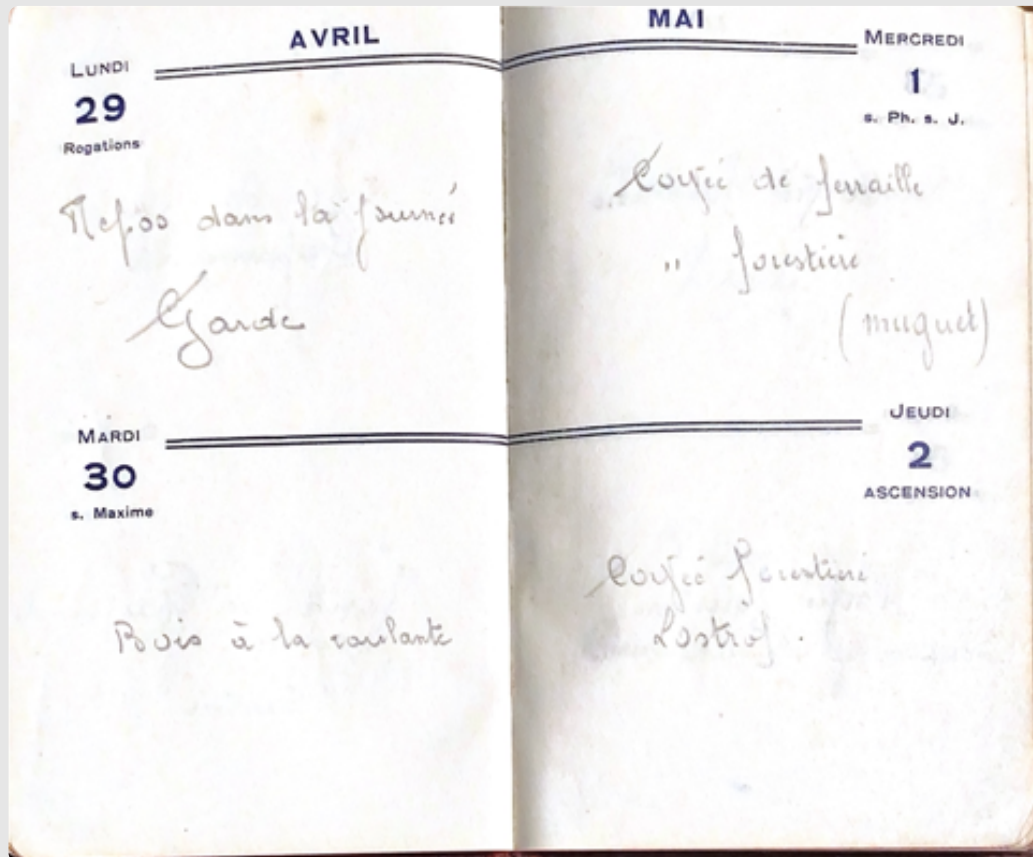 AVRIL
LUNDI
29
Rogations
Repos dans la journée
Garde
MARDI
30
s. Maxime
Bois à la roulante
MAI
MERCREDI
1
s. Ph. s. J.
Corvée de ferraille
" forestière
(muguet)
JEUDI
2
ASCENSION
Corvée forestière